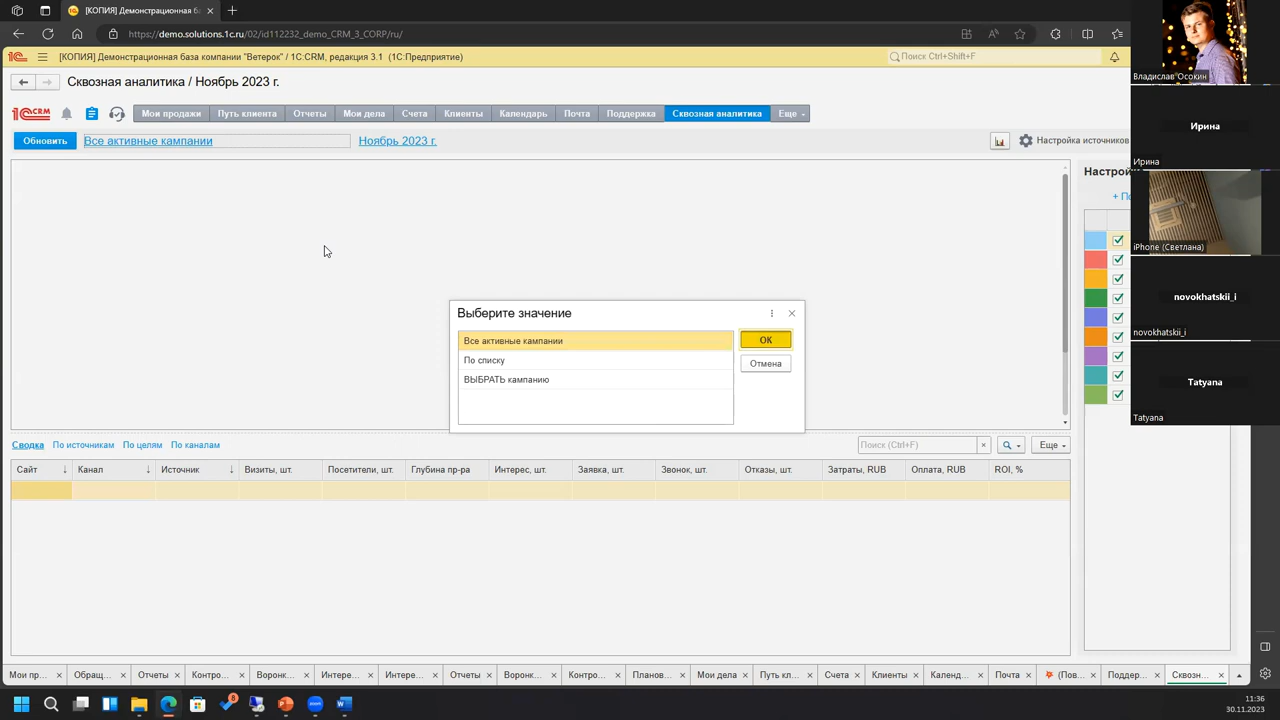 [КОПИЯ] Демонстрационная б
https://demo.solutions.1c.ru/02/id112232_demo_CRM_3_CORP/ru/
[КОПИЯ] Демонстрационная база компании "Ветерок" / 1С:CRM, редакция 3.1 (1С:Предприятие)
Поиск Ctrl+Shift+F
Сквозная аналитика / Ноябрь 2023 г.
1CRM
Мои продажи
Путь клиента
Отчеты
Мои дела
Счета
Клиенты
Календарь
Почта
Поддержка
Сквозная аналитика
Еще
Обновить
Все активные кампании
Ноябрь 2023 г.
Настройка источников
Настрой
+ По
Выберите значение
Все активные кампании
По списку
ВЫБРАТЬ кампанию
ОК
Отмена
Сводка
По источникам
По целям
По каналам
Поиск (Ctrl+F)
Еще
Сайт
Канал
Источник
Визиты, шт.
Посетители, шт.
Глубина пр-ра
Интерес, шт.
Заявка, шт.
Звонок, шт.
Отказы, шт.
Затраты, RUB
Оплата, RUB
ROI, %
Мои пр...
Обращ...
Отчеты
Контро...
Воронк...
Интере...
Интере...
Отчеты
Воронк...
Контро...
Планова...
Мои дела
Путь кл...
Счета
Клиенты
Календ...
Почта
(Пов...
Поддер...
Сквозн...
Владислав Осокин
Ирина
Ирина
iPhone (Светлана)
novokhatskii_i
novokhatskii_i
Tatyana
Tatyana
8
11:36
30.11.2023